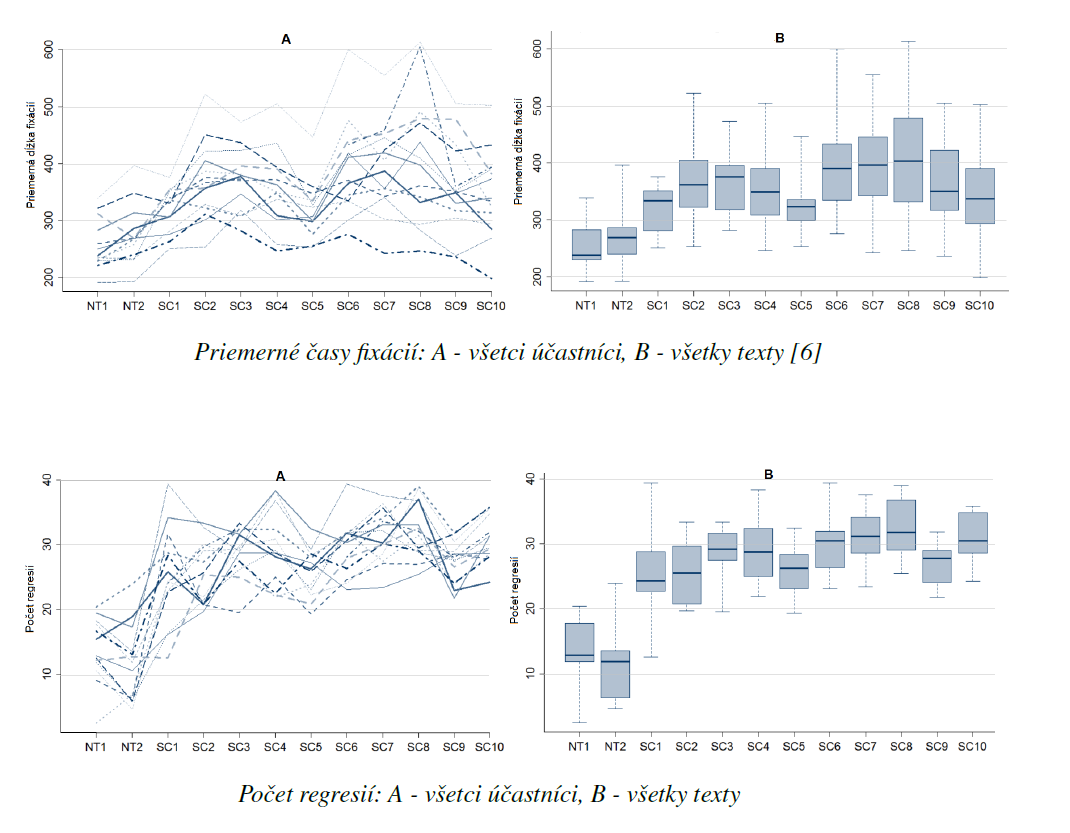 A
Priemerná dĺžka fixácií
600
500
400
300
200
NT1 NT2 SC1 SC2 SC3 SC4 SC5 SC6 SC7 SC8 SC9 SC10
B
Priemerná dĺžka fixácií
600
500
400
300
200
NT1 NT2 SC1 SC2 SC3 SC4 SC5 SC6 SC7 SC8 SC9 SC10
Priemerné časy fixácií: A - všetci účastníci, B - všetky texty [6]
A
Počet regresií
40
30
20
10
NT1 NT2 SC1 SC2 SC3 SC4 SC5 SC6 SC7 SC8 SC9 SC10
B
Počet regresií
40
30
20
10
NT1 NT2 SC1 SC2 SC3 SC4 SC5 SC6 SC7 SC8 SC9 SC10
Počet regresií: A - všetci účastníci, B - všetky texty